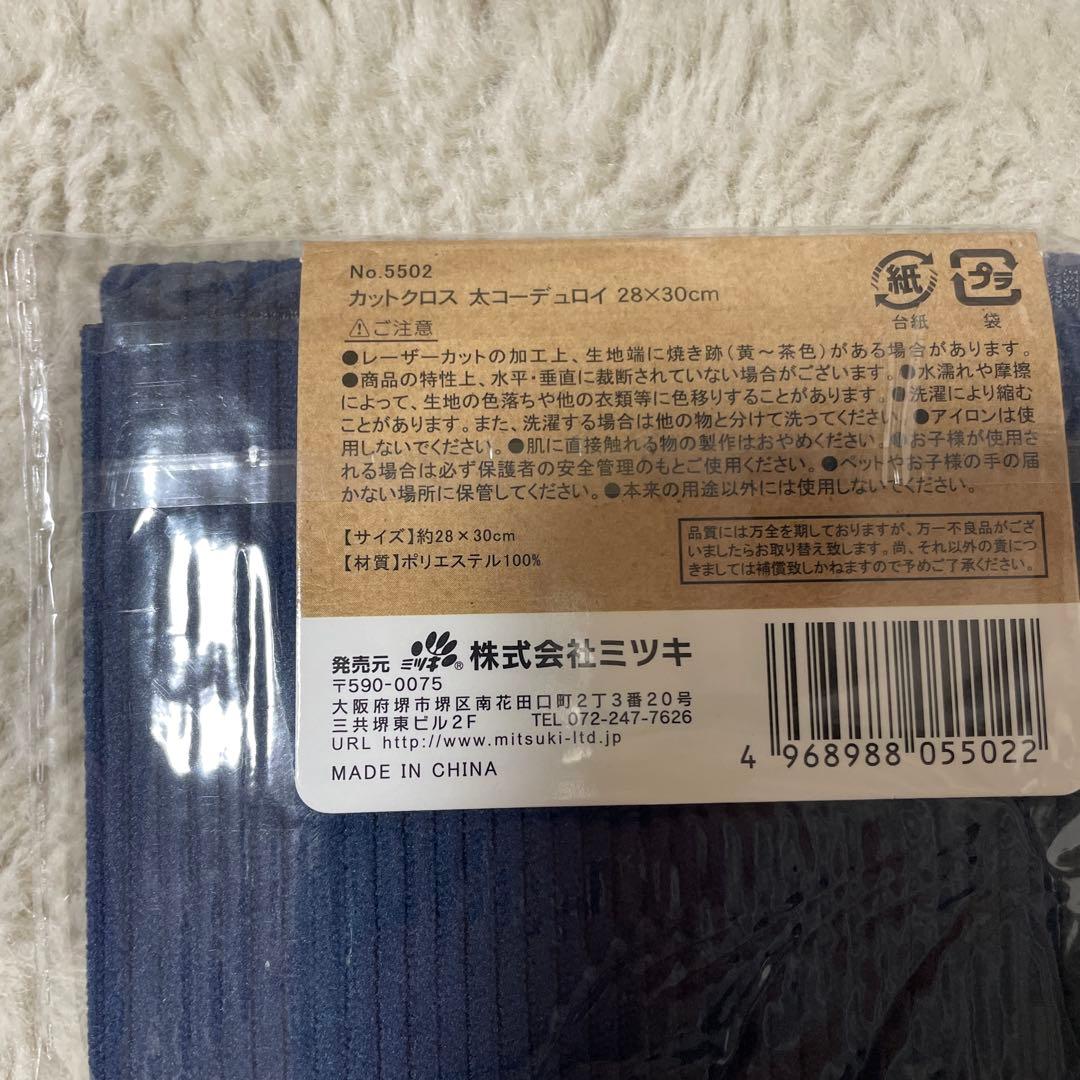 No.5502
カットクロス 太コーデュロイ 28×30cm
⚠ご注意
紙
台紙
プラ
袋
●レーザーカットの加工上、生地端に焼き跡(黄〜茶色)がある場合があります。
●商品の特性上、水平・垂直に裁断されていない場合がございます。●水濡れや摩擦
によって、生地の色落ちや他の衣類等に色移りすることがあります。●洗濯により縮む
ことがあります。また、洗濯する場合は他の物と分けて洗ってください。●アイロンは使
用しないでください。●肌に直接触れる物の製作はおやめください。●お子様が使用さ
れる場合は必ず保護者の安全管理のもとご使用ください。●ペットやお子様の手の届
かない場所に保管してください。●本来の用途以外には使用しないでください。
【サイズ】約28×30cm
【材質】ポリエステル100%
品質には万全を期しておりますが、万一不良品がござ
いましたらお取り替え致します。尚、それ以外の責につ
きましては補償致しかねますので予めご了承ください。
発売元 ミツキ® 株式会社ミツキ
〒590-0075
大阪府堺市堺区南花田口町2丁3番20号
三共堺東ビル2F TEL 072-247-7626
URL http://www.mitsuki-ltd.jp
MADE IN CHINA
4 968988 055022